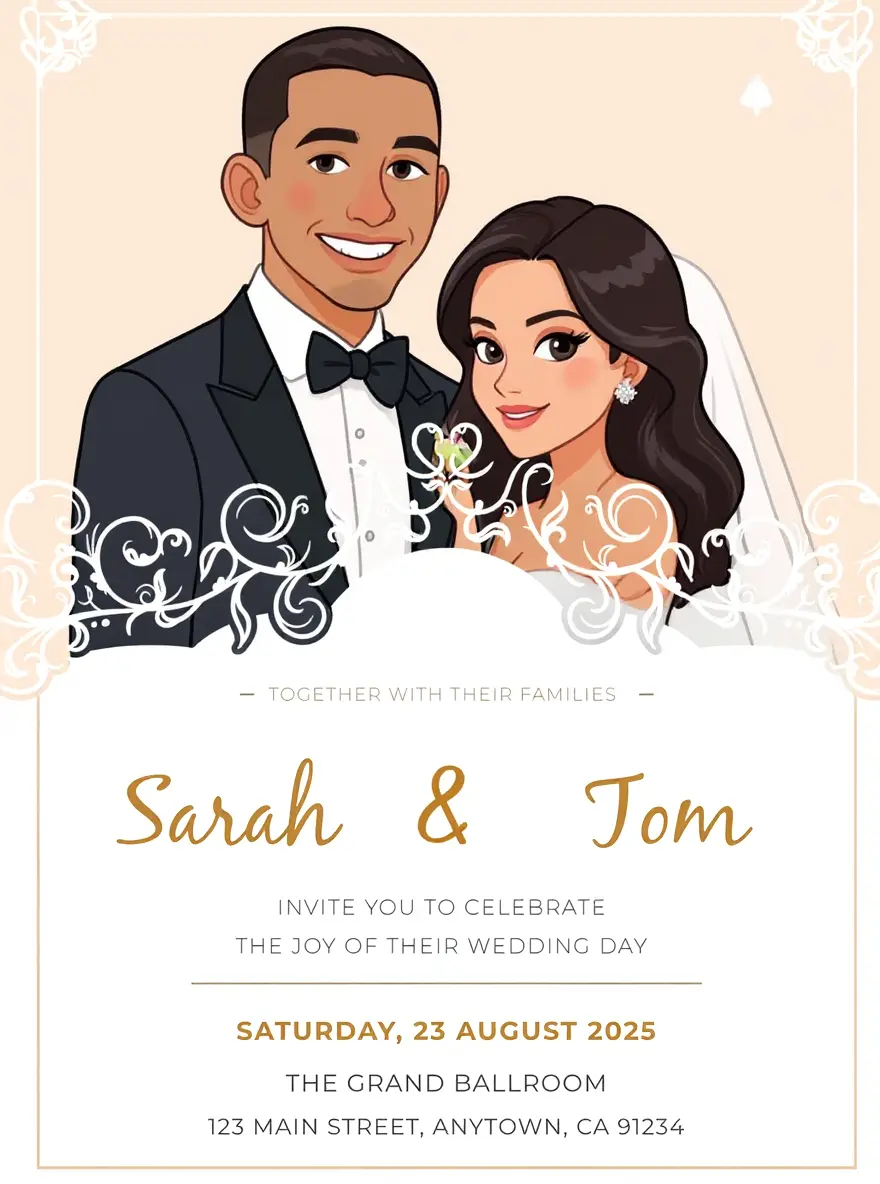 — TOGETHER WITH THEIR FAMILIES —
Sarah & Tom
INVITE YOU TO CELEBRATE
THE JOY OF THEIR WEDDING DAY
SATURDAY, 23 AUGUST 2025
THE GRAND BALLROOM
123 MAIN STREET, ANYTOWN, CA 91234